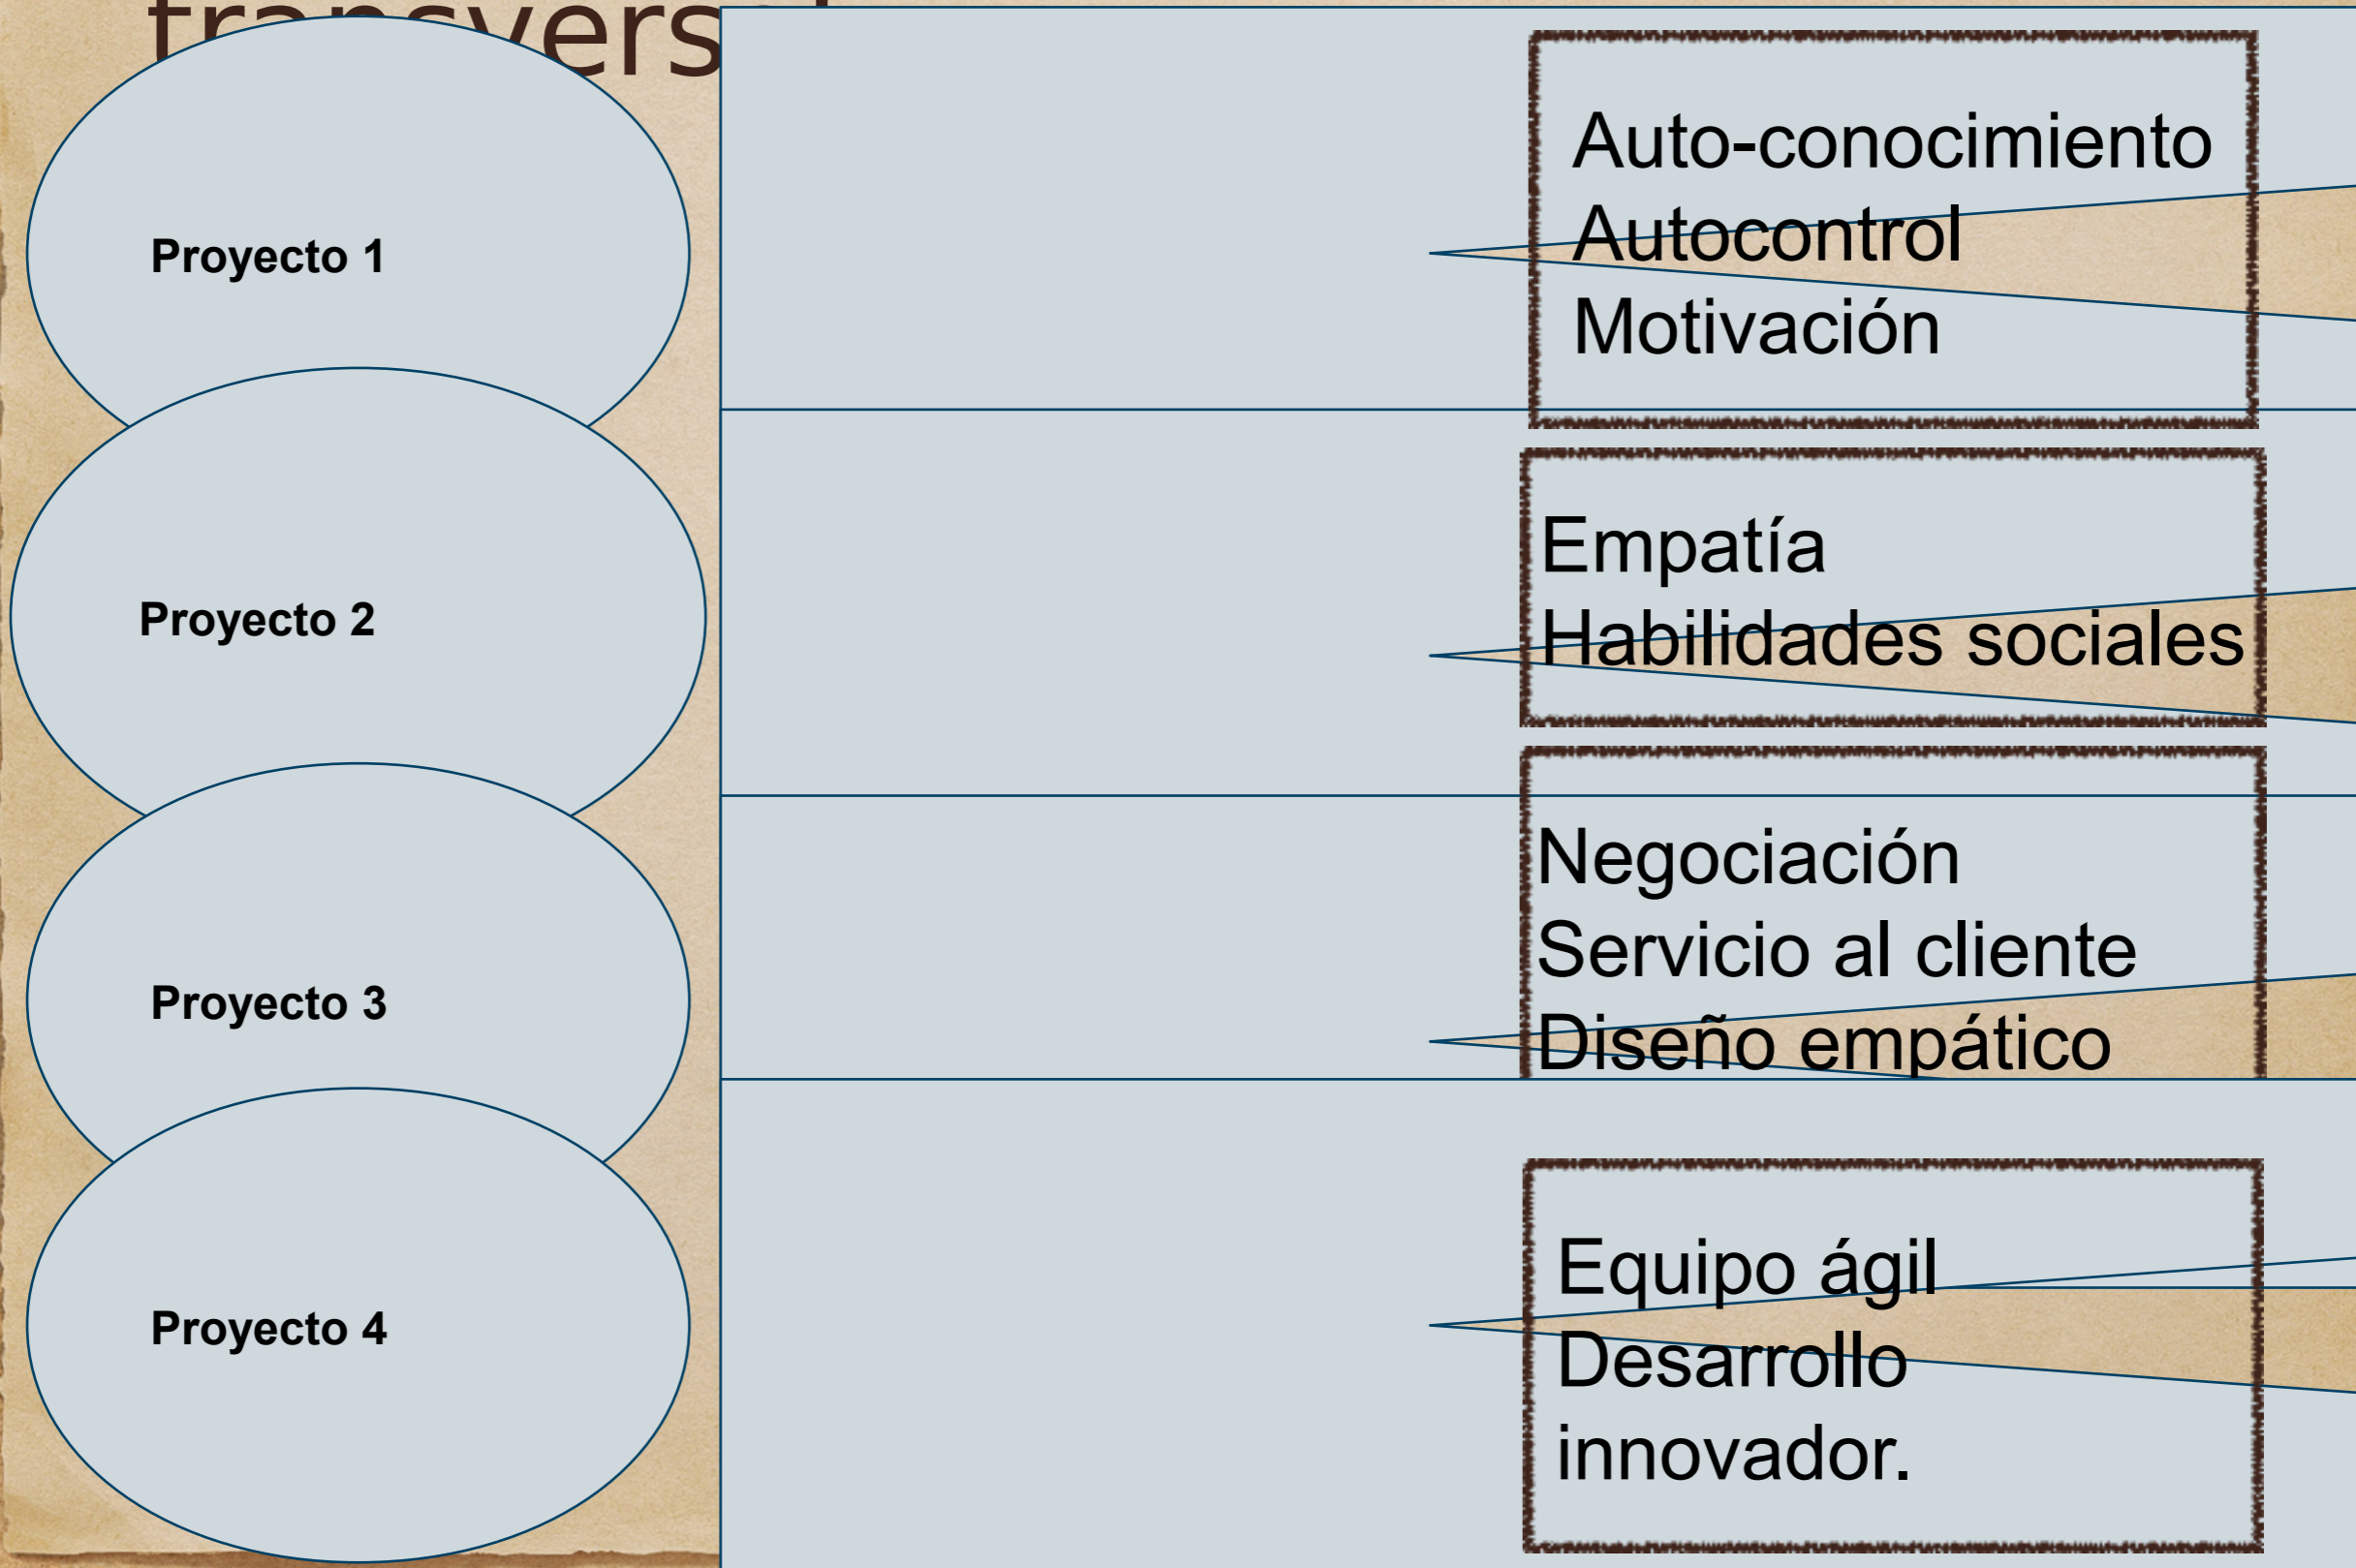 Proyecto 1
Auto-conocimiento
Autocontrol
Motivación
Proyecto 2
Empatía
Habilidades sociales
Proyecto 3
Negociación
Servicio al cliente
Diseño empático
Proyecto 4
Equipo ágil
Desarrollo
innovador.